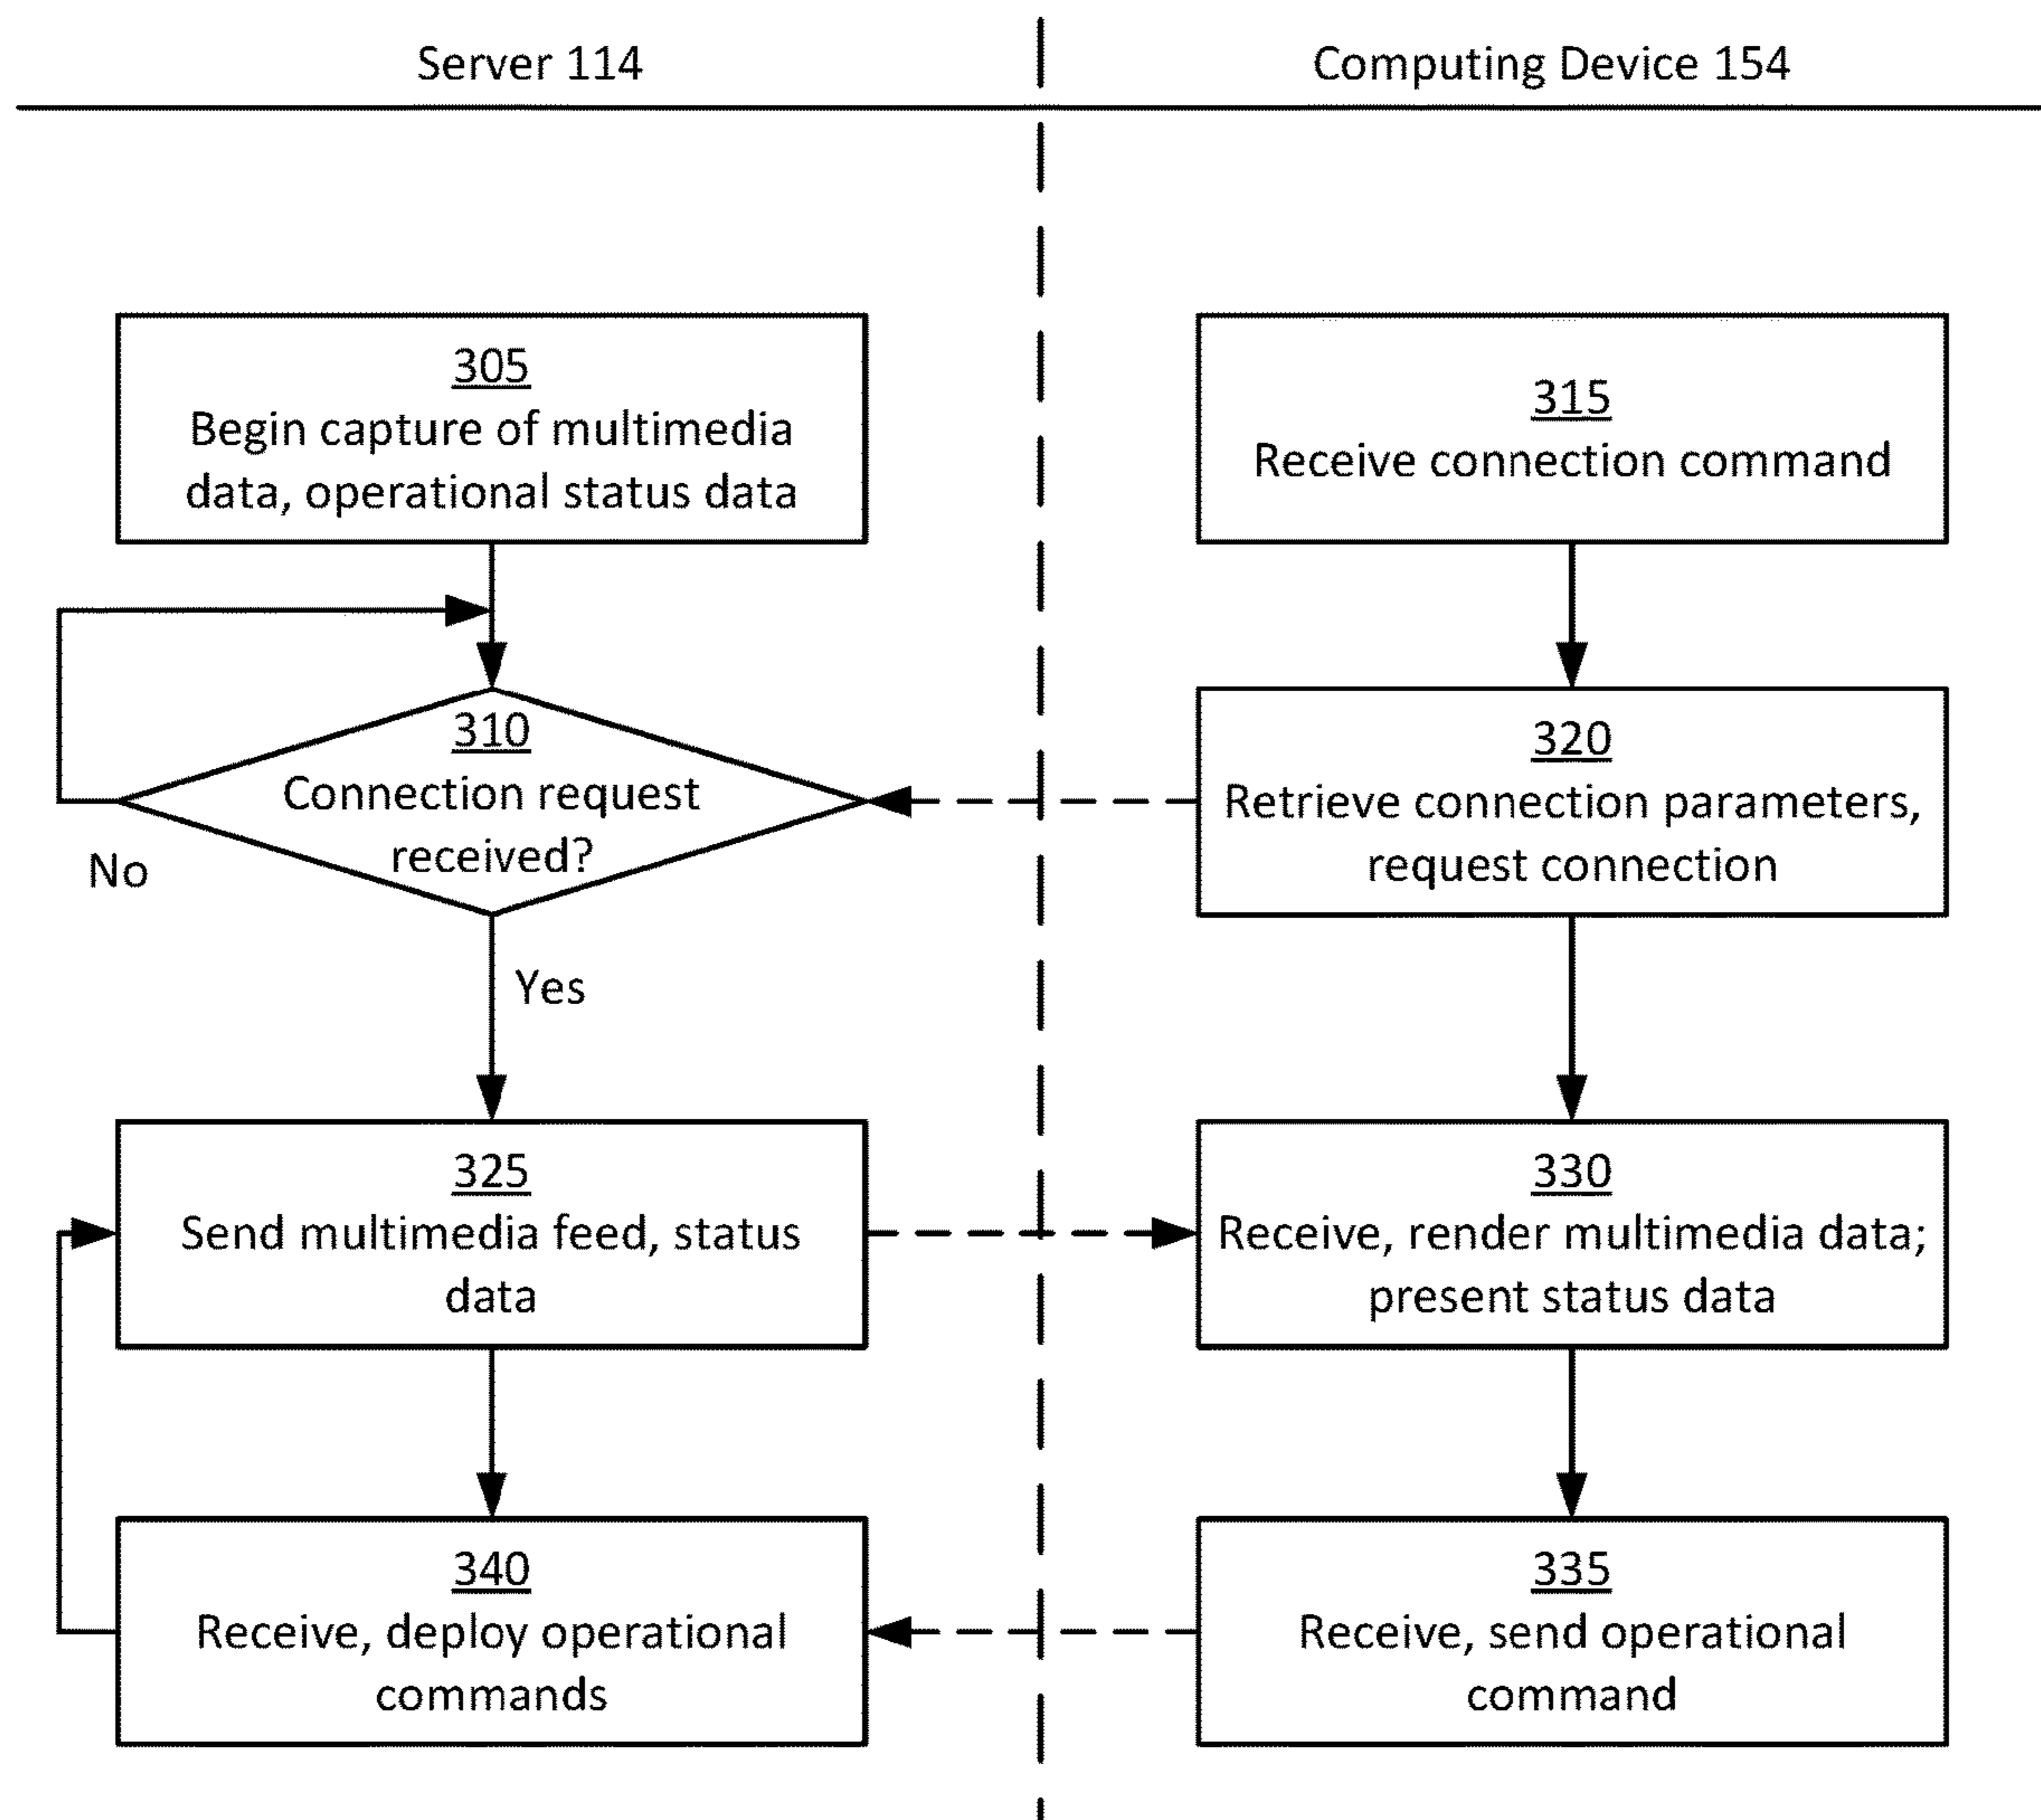 Server 114
Computing Device 154
305
Begin capture of multimedia
data, operational status data
315
Receive connection command
310
Connection request
received?
No
Yes
320
Retrieve connection parameters,
request connection
325
Send multimedia feed, status
data
330
Receive, render multimedia data;
present status data
340
Receive, deploy operational
commands
335
Receive, send operational
command